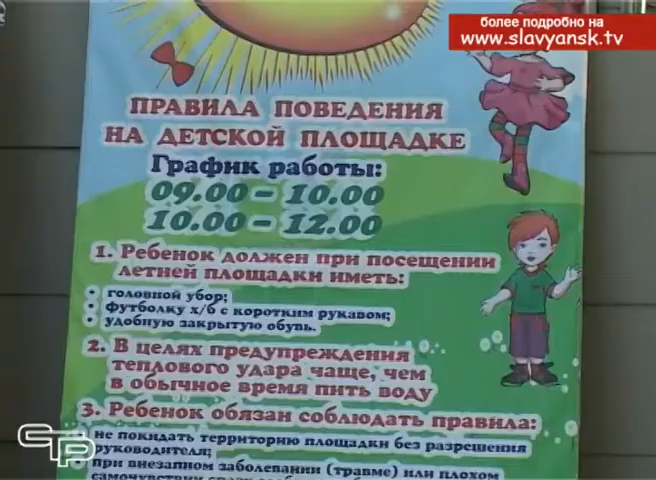 более подробно на
www.slavyansk.tv
ПРАВИЛА ПОВЕДЕНИЯ
НА ДЕТСКОЙ ПЛОЩАДКЕ
График работы:
09.00 – 10.00
10.00 – 12.00
1. Ребенок должен при посещении
летней площадки иметь:
• головной убор;
• футболку х/б с коротким рукавом;
• удобную закрытую обувь.
2. В целях предупреждения
теплового удара чаще, чем
в обычное время пить воду
3. Ребенок обязан соблюдать правила:
• не покидать территорию площадки без разрешения
руководителя;
• при внезапном заболевании (травме) или плохом
самочувствии
СТВ